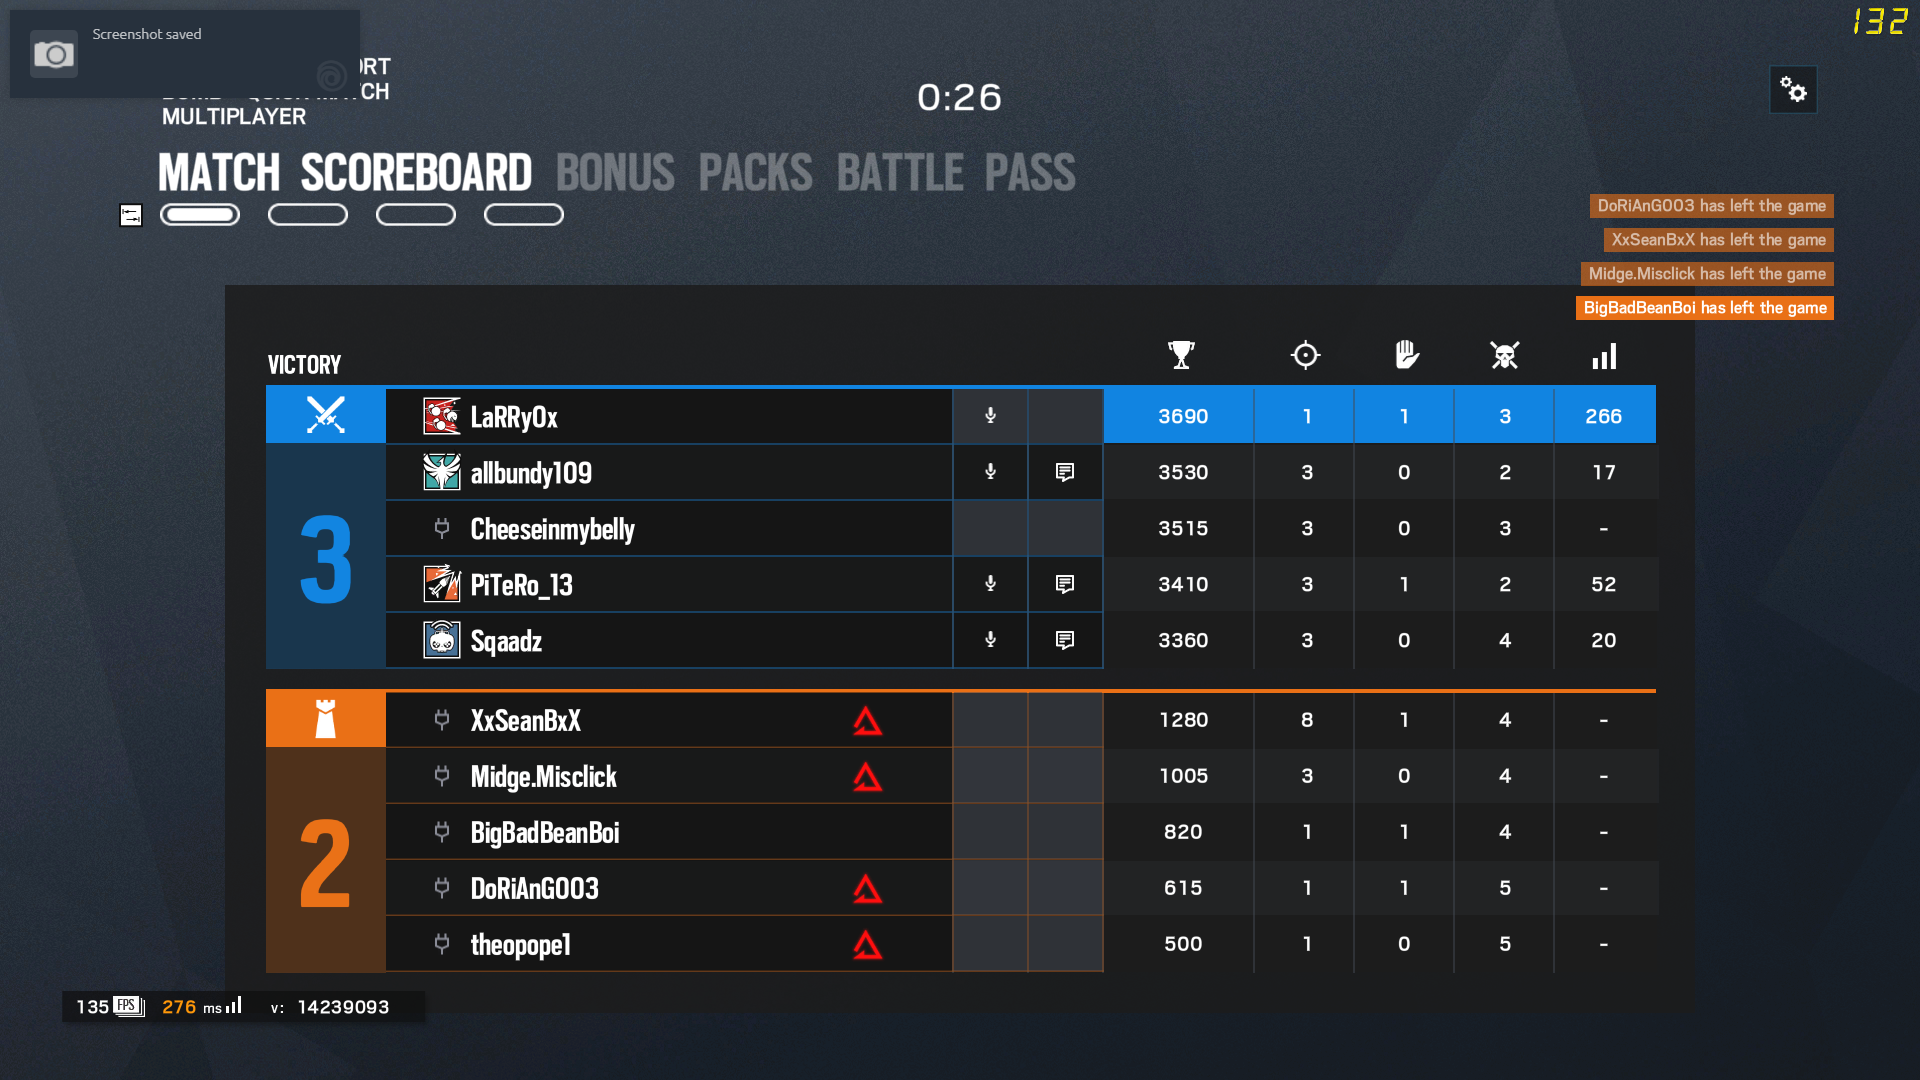 Screenshot saved
132
ORT
CH
MULTIPLAYER
0:26
MATCH SCOREBOARD BONUS PACKS BATTLE PASS
DoRiAnG003 has left the game
XxSeanBxX has left the game
Midge.Misclick has left the game
BigBadBeanBoi has left the game
VICTORY
LaRRyOx 3690 1 1 3 266
allbundy109 3530 3 0 2 17
Cheeseinmybelly 3515 3 0 3 -
PiTeRo_13 3410 3 1 2 52
Sqaadz 3360 3 0 4 20
3
XxSeanBxX 1280 8 1 4 -
Midge.Misclick 1005 3 0 4 -
BigBadBeanBoi 820 1 1 4 -
DoRiAnG003 615 1 1 5 -
theopope1 500 1 0 5 -
2
135 FPS 276 ms v: 14239093